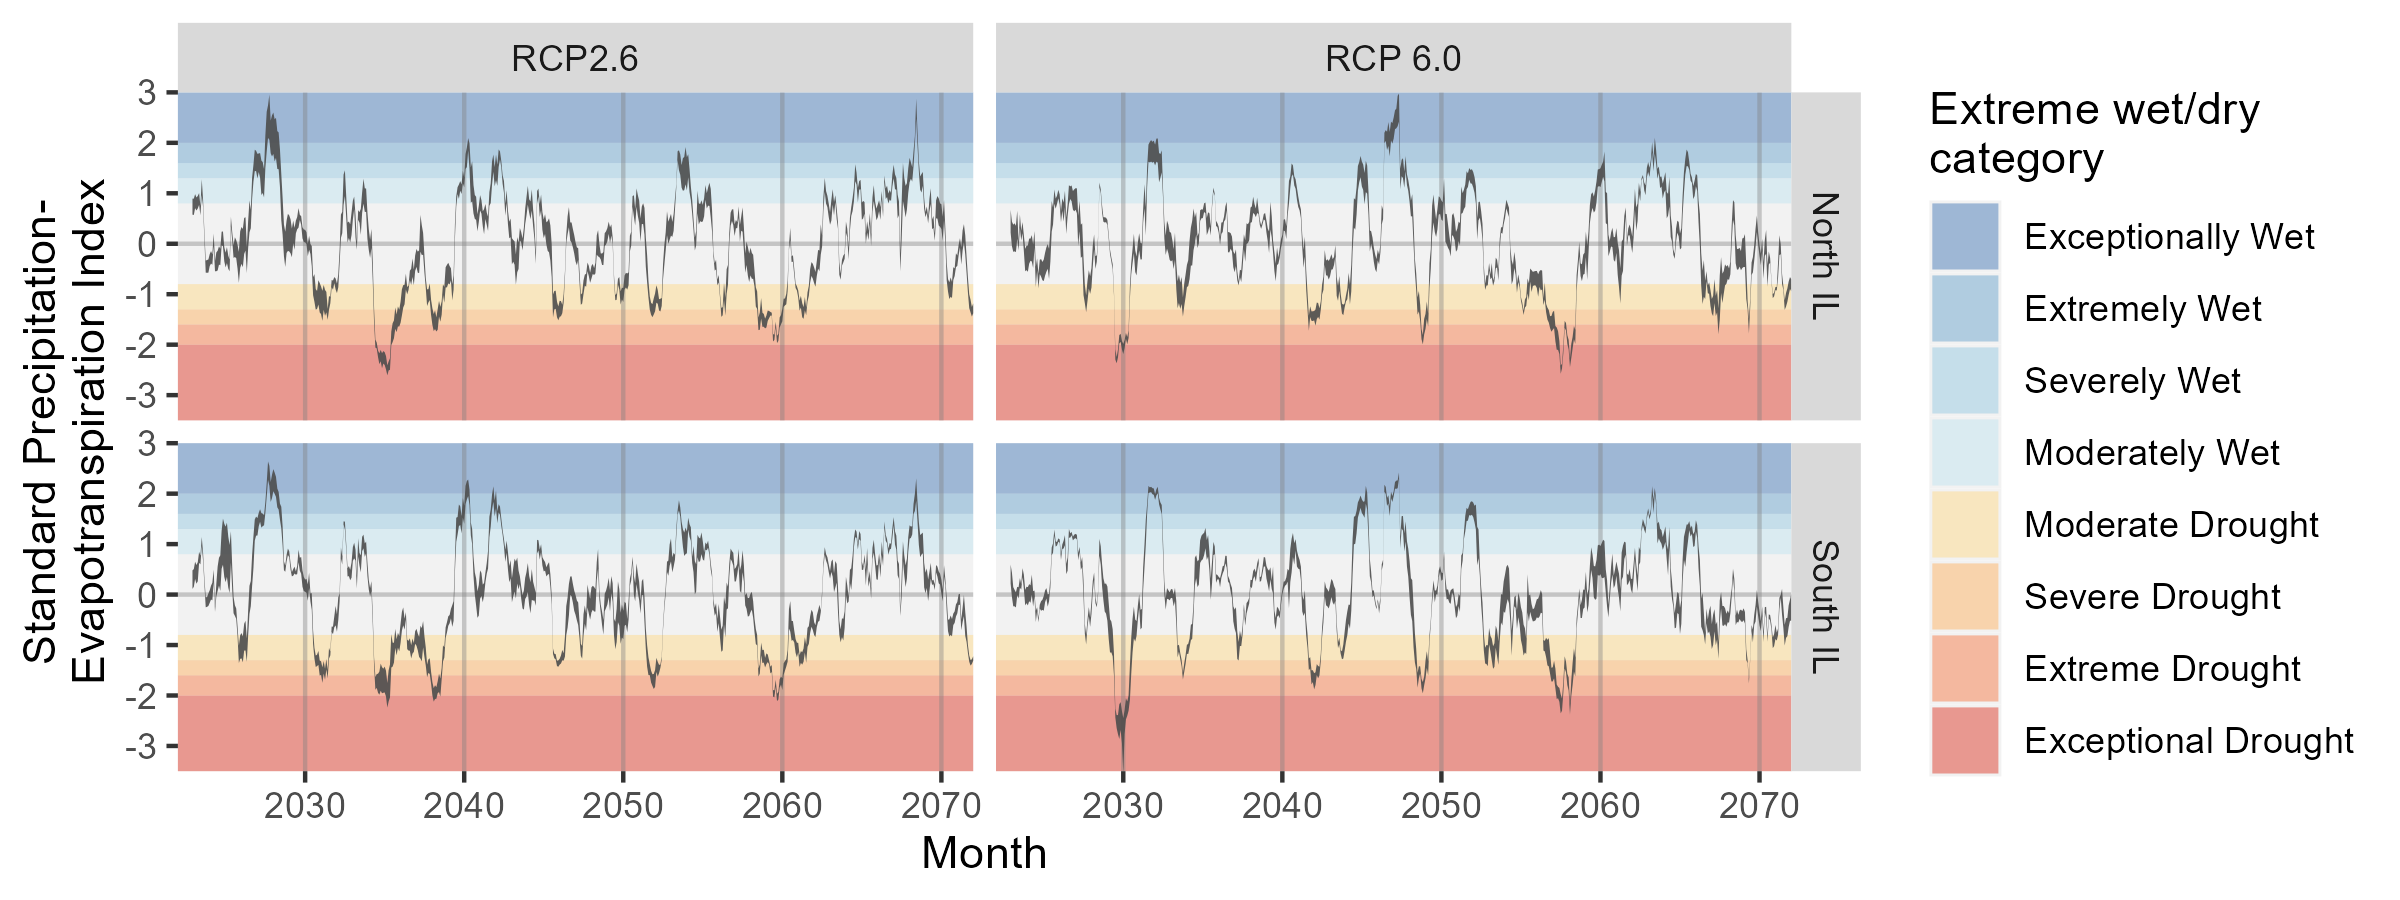 RCP2.6
RCP 6.0
3
2
1
0
-1
-2
-3
North IL
3
2
1
0
-1
-2
-3
South IL
Standard Precipitation-
Evapotranspiration Index
2030
2040
2050
2060
2070
2030
2040
2050
2060
2070
Month
Extreme wet/dry
category
Exceptionally Wet
Extremely Wet
Severely Wet
Moderately Wet
Moderate Drought
Severe Drought
Extreme Drought
Exceptional Drought